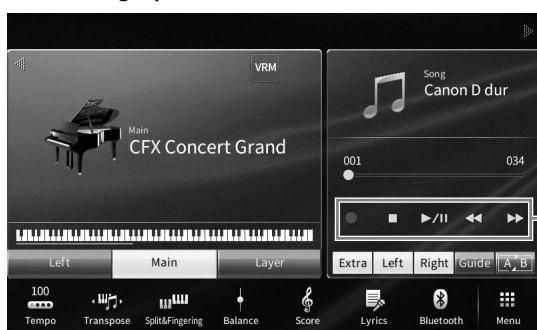 VRM
Main
CFX Concert Grand
Left
Main
Layer
Song
Canon D dur
001
034
Extra
Left
Right
Guide
A B
100
Tempo
Transpose
Split&Fingering
Balance
Score
Lyrics
Bluetooth
Menu